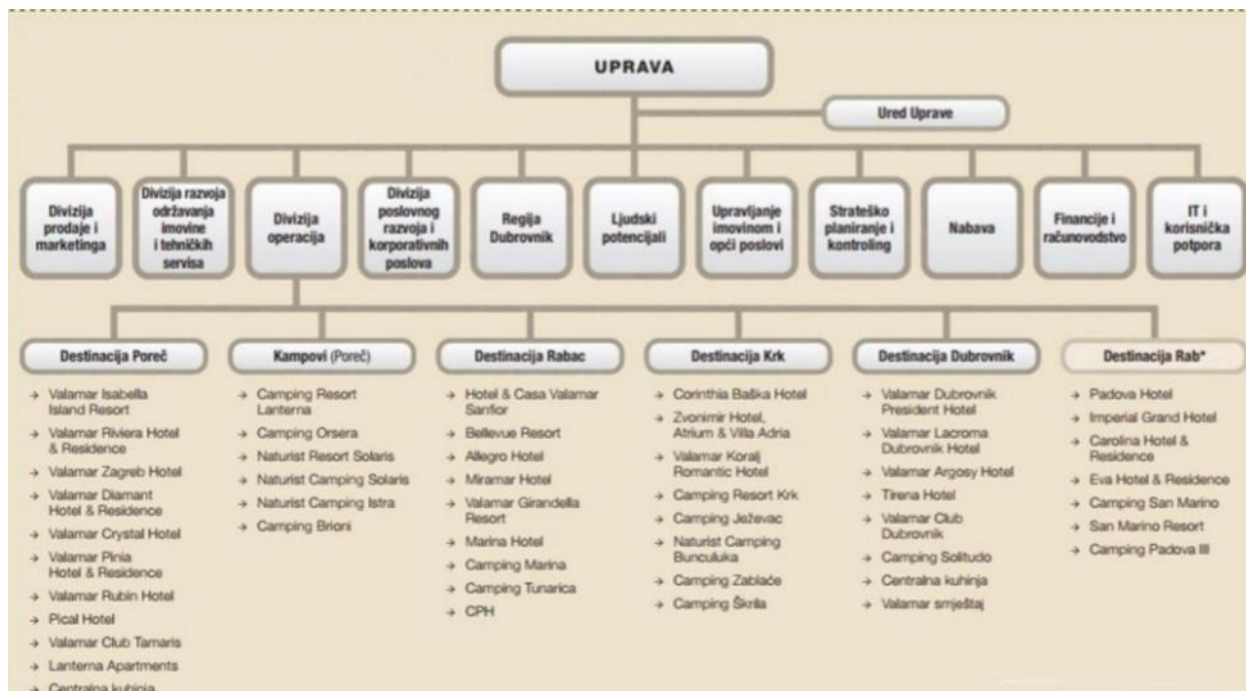 UPRAVA
Ured Uprave
Divizija
prodaje i
marketinga
Divizija razvoja
održavanja
imovine
i tehničkih
servisa
Divizija
operacija
Divizija
poslovnog
razvoja i
korporativnih
poslova
Regija
Dubrovnik
Ljudski
potencijali
Upravljanje
imovinom i
opći poslovi
Strateško
planiranje i
kontroling
Nabava
Financije i
računovodstvo
IT i
korisnička
potpora
Destinacija Poreč
→ Valamar Isabella
Island Resort
→ Valamar Riviera Hotel
& Residence
→ Valamar Zagreb Hotel
→ Valamar Diamant
Hotel & Residence
→ Valamar Crystal Hotel
→ Valamar Pinia
Hotel & Residence
→ Valamar Rubin Hotel
→ Pical Hotel
→ Valamar Club Tamaris
→ Lanterna Apartments
→ Centralna kuhinja
Kampovi (Poreč)
→ Camping Resort
Lanterna
→ Camping Orsera
→ Naturist Resort Solaris
→ Naturist Camping Solaris
→ Naturist Camping Istra
→ Camping Brioni
Destinacija Rabac
→ Hotel & Casa Valamar
Sanfior
→ Bellevue Resort
→ Allegro Hotel
→ Miramar Hotel
→ Valamar Girandella
Resort
→ Marina Hotel
→ Camping Marina
→ Camping Tunarica
→ CPH
Destinacija Krk
→ Corinthia Baška Hotel
→ Zvonimir Hotel,
Atrium & Villa Adria
→ Valamar Koralj
Romantic Hotel
→ Camping Resort Krk
→ Camping Ježevac
→ Naturist Camping
Bunculuka
→ Camping Zablaće
→ Camping Škrila
Destinacija Dubrovnik
→ Valamar Dubrovnik
President Hotel
→ Valamar Lacroma
Dubrovnik Hotel
→ Valamar Argosy Hotel
→ Tirena Hotel
→ Valamar Club
Dubrovnik
→ Camping Solitudo
→ Centralna kuhinja
→ Valamar smještaj
Destinacija Rab*
→ Padova Hotel
→ Imperial Grand Hotel
→ Carolina Hotel &
Residence
→ Eva Hotel & Residence
→ Camping San Marino
→ San Marino Resort
→ Camping Padova III